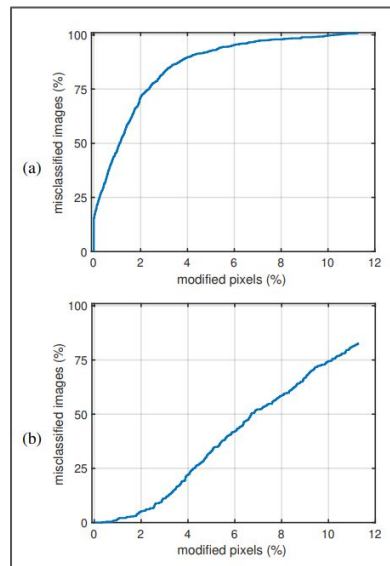 (a)
misclassified images (%)
100
75
50
25
0
0 2 4 6 8 10 12
modified pixels (%)
(b)
misclassified images (%)
100
75
50
25
0
0 2 4 6 8 10 12
modified pixels (%)